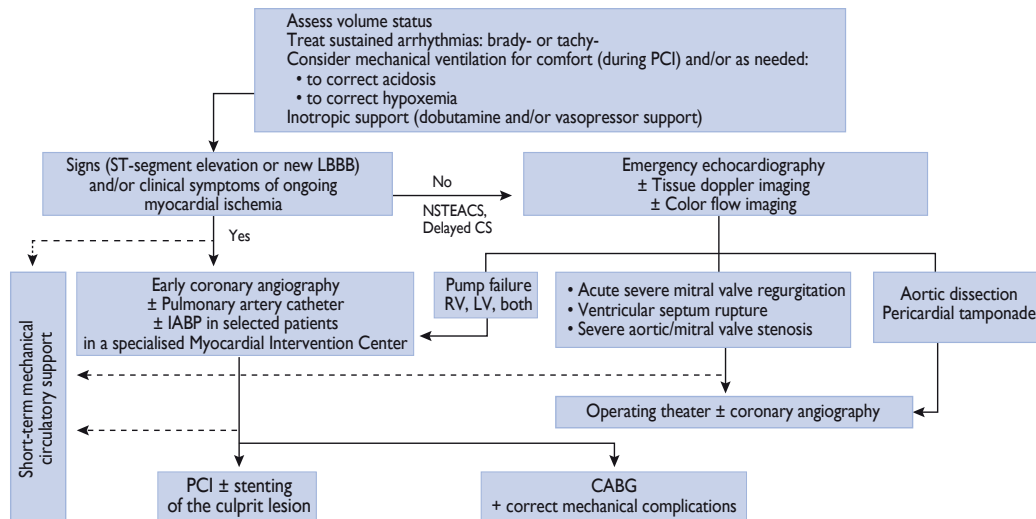 Assess volume status
Treat sustained arrhythmias: brady- or tachy-
Consider mechanical ventilation for comfort (during PCI) and/or as needed:
• to correct acidosis
• to correct hypoxemia
Inotropic support (dobutamine and/or vasopressor support)
Signs (ST-segment elevation or new LBBB)
and/or clinical symptoms of ongoing
myocardial ischemia
No
NSTEACS,
Delayed CS
Emergency echocardiography
± Tissue doppler imaging
± Color flow imaging
Yes
Short-term mechanical
circulatory support
Early coronary angiography
± Pulmonary artery catheter
± IABP in selected patients
in a specialised Myocardial Intervention Center
Pump failure
RV, LV, both
• Acute severe mitral valve regurgitation
• Ventricular septum rupture
• Severe aortic/mitral valve stenosis
Aortic dissection
Pericardial tamponade
Operating theater ± coronary angiography
PCI ± stenting
of the culprit lesion
CABG
+ correct mechanical complications